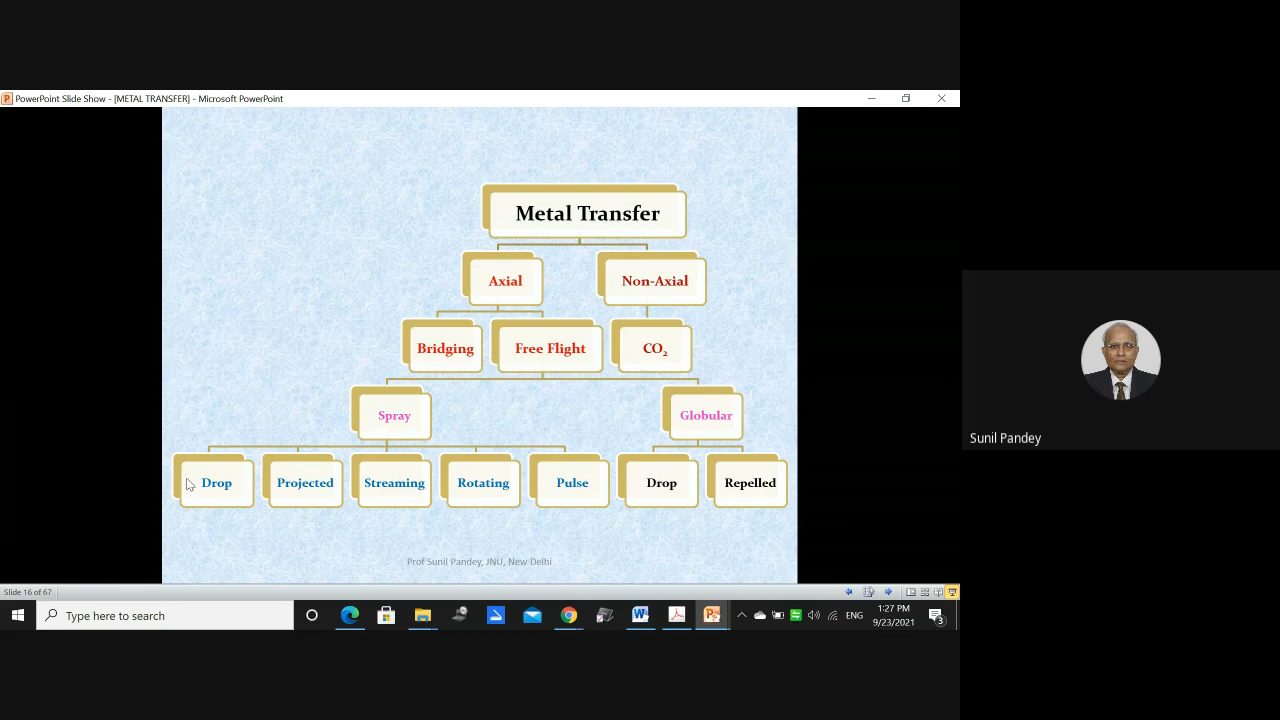 PowerPoint Slide Show - [METAL TRANSFER] - Microsoft PowerPoint
Metal Transfer
Axial
Non-Axial
Bridging
Free Flight
CO₂
Spray
Globular
Drop
Projected
Streaming
Rotating
Pulse
Drop
Repelled
Prof Sunil Pandey, JNU, New Delhi
Sunil Pandey
Slide 16 of 67
Type here to search
ENG
1:27 PM
9/23/2021
3